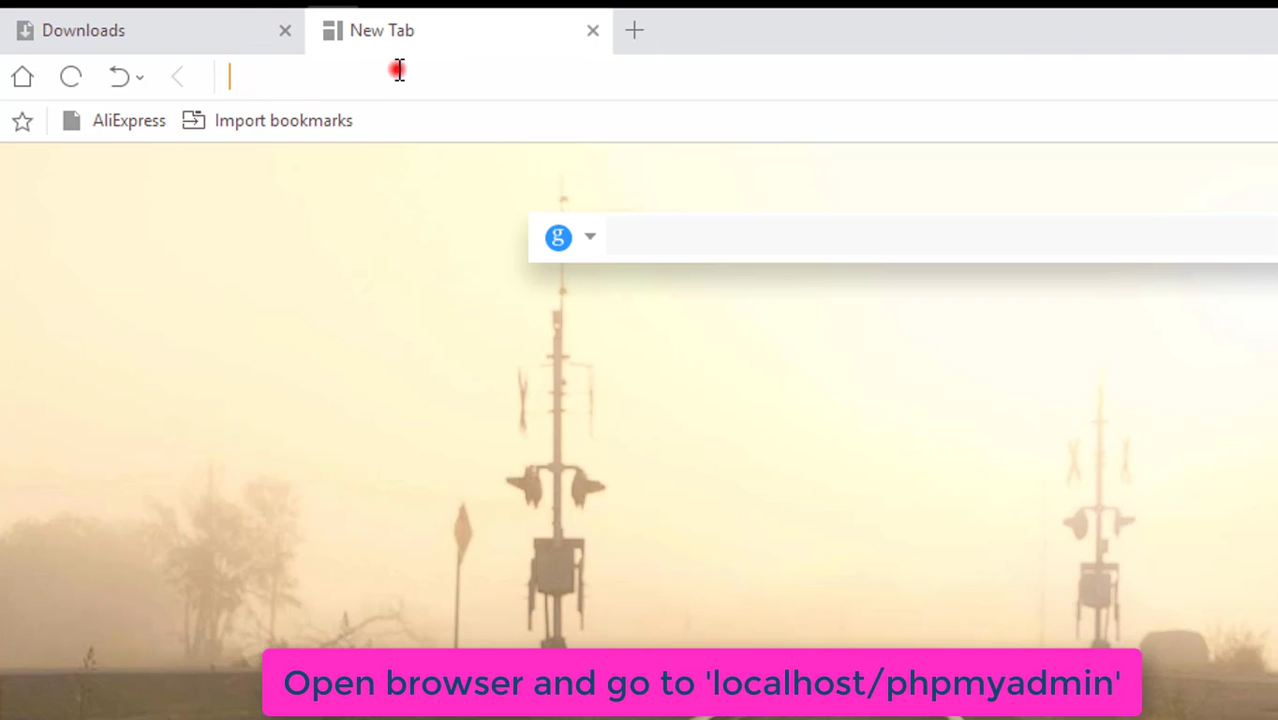 Downloads
New Tab
AliExpress
Import bookmarks
g
Open browser and go to 'localhost/phpmyadmin'